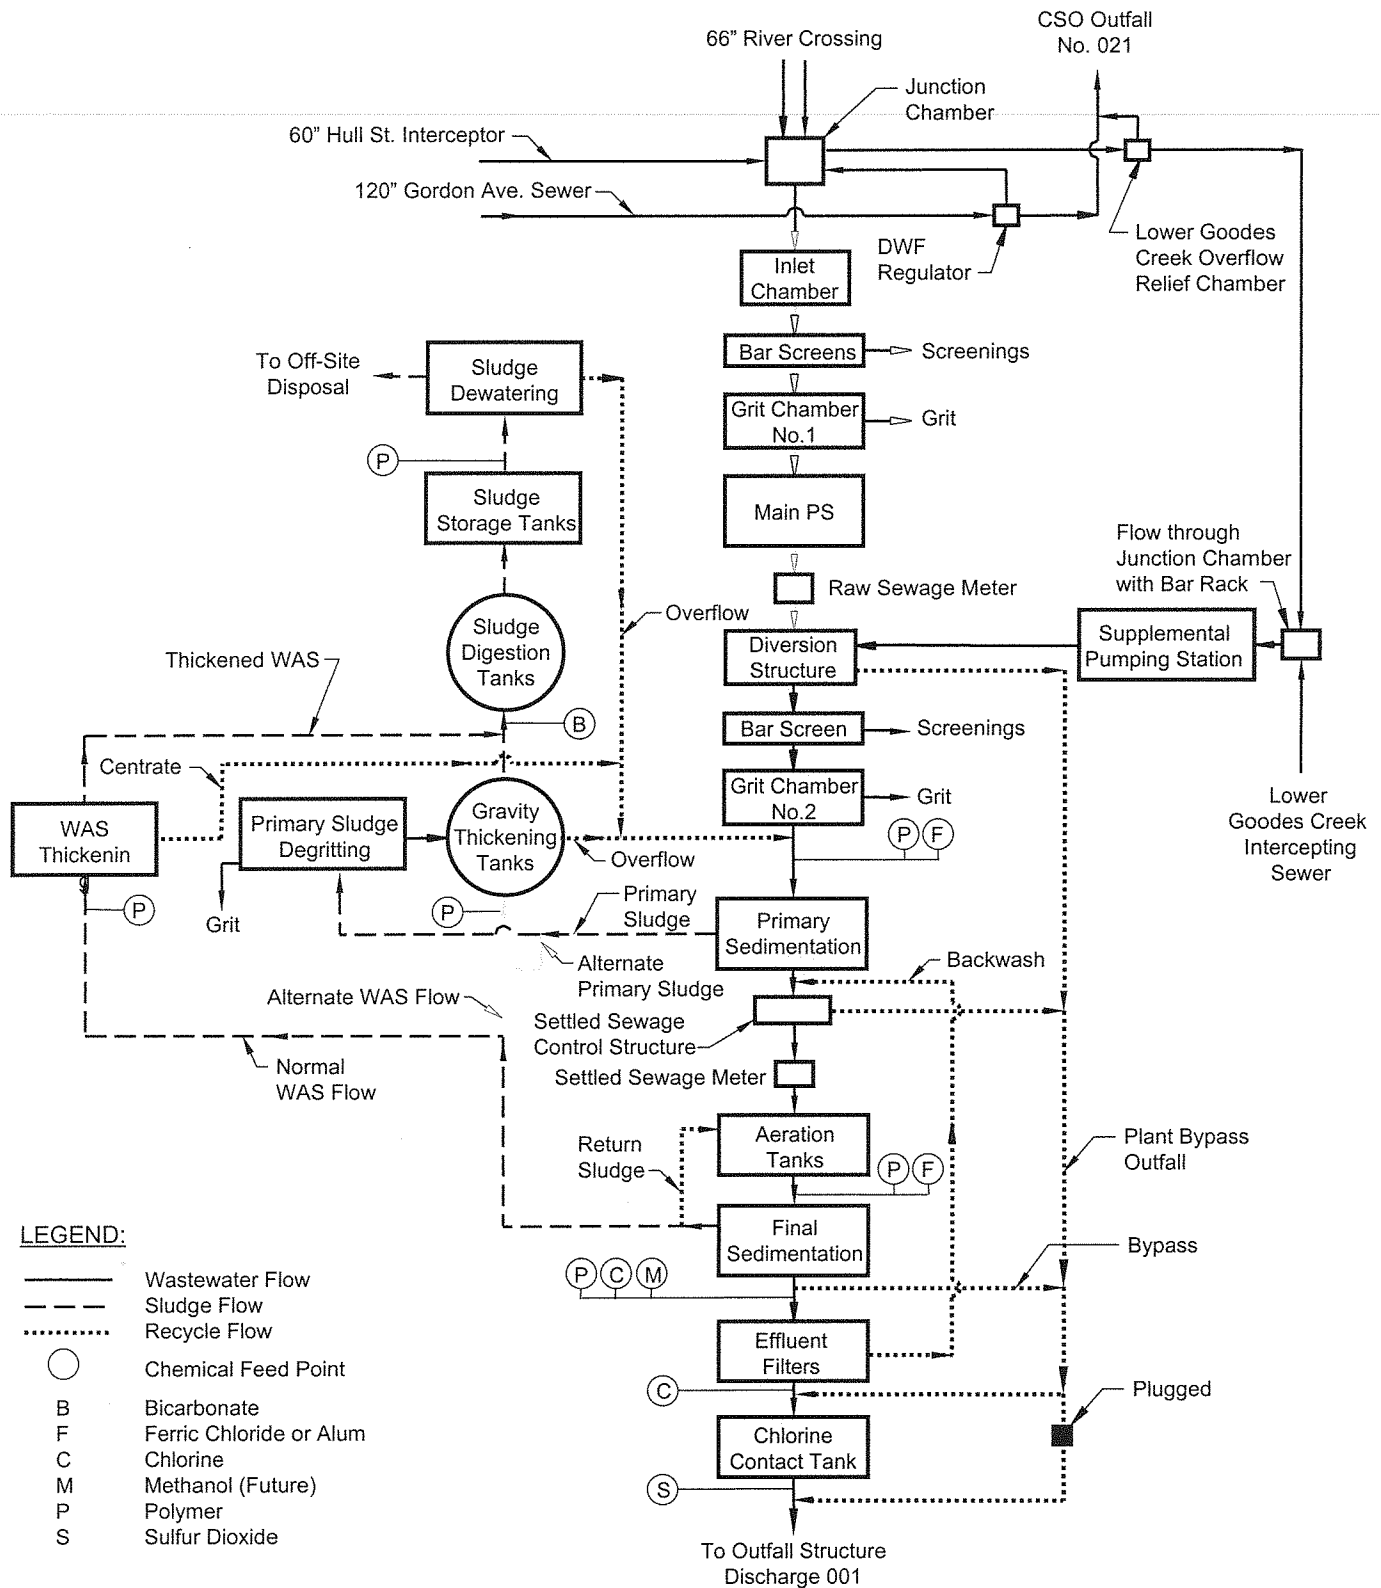 CSO Outfall
No. 021
66” River Crossing
Junction
Chamber
60” Hull St. Interceptor
120” Gordon Ave. Sewer
DWF
Regulator
Lower Goodes
Creek Overflow
Relief Chamber
Inlet
Chamber
Bar Screens
Screenings
To Off-Site
Disposal
Sludge
Dewatering
Grit Chamber
No.1
Grit
P
Sludge
Storage Tanks
Main PS
Flow through
Junction Chamber
with Bar Rack
Raw Sewage Meter
Overflow
Sludge
Digestion
Tanks
Diversion
Structure
Supplemental
Pumping Station
Thickened WAS
B
Bar Screen
Screenings
Centrate
Grit Chamber
No.2
Grit
Lower
Goodes Creek
Intercepting
Sewer
WAS
Thickenin
g
Primary Sludge
Degritting
Gravity
Thickening
Tanks
Overflow
P
F
P
Grit
P
Primary
Sludge
Primary
Sedimentation
Alternate
Primary Sludge
Backwash
Alternate WAS Flow
Settled Sewage
Control Structure
Normal
WAS Flow
Settled Sewage Meter
Aeration
Tanks
Return
Sludge
P
F
Plant Bypass
Outfall
Final
Sedimentation
Bypass
P
C
M
Effluent
Filters
C
Plugged
Chlorine
Contact Tank
S
To Outfall Structure
Discharge 001
LEGEND:
Wastewater Flow
Sludge Flow
Recycle Flow
Chemical Feed Point
B Bicarbonate
F Ferric Chloride or Alum
C Chlorine
M Methanol (Future)
P Polymer
S Sulfur Dioxide